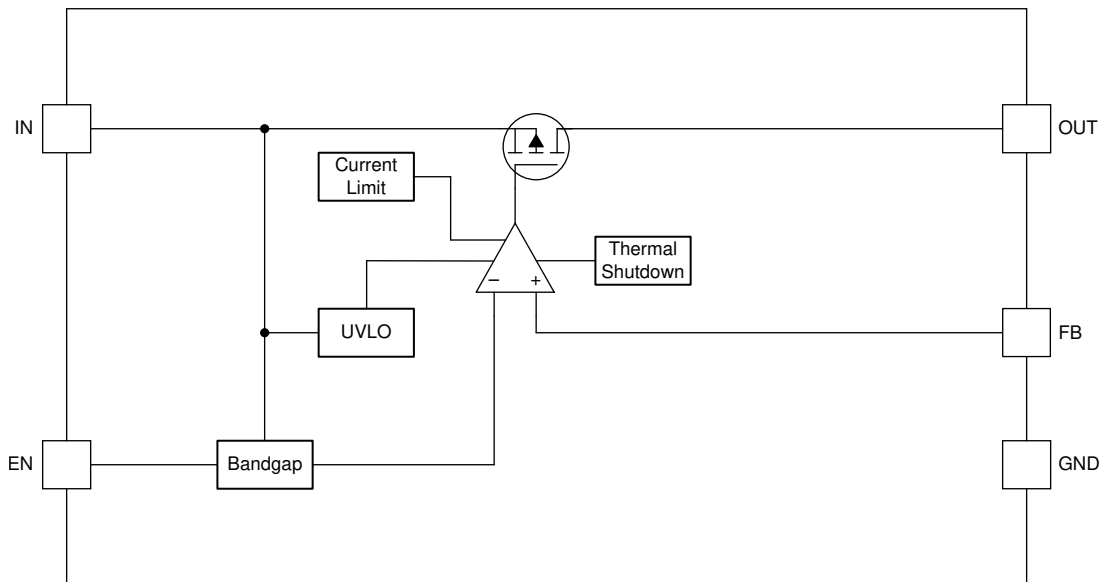 IN
OUT
Current
Limit
Thermal
Shutdown
− +
UVLO
FB
EN
Bandgap
GND